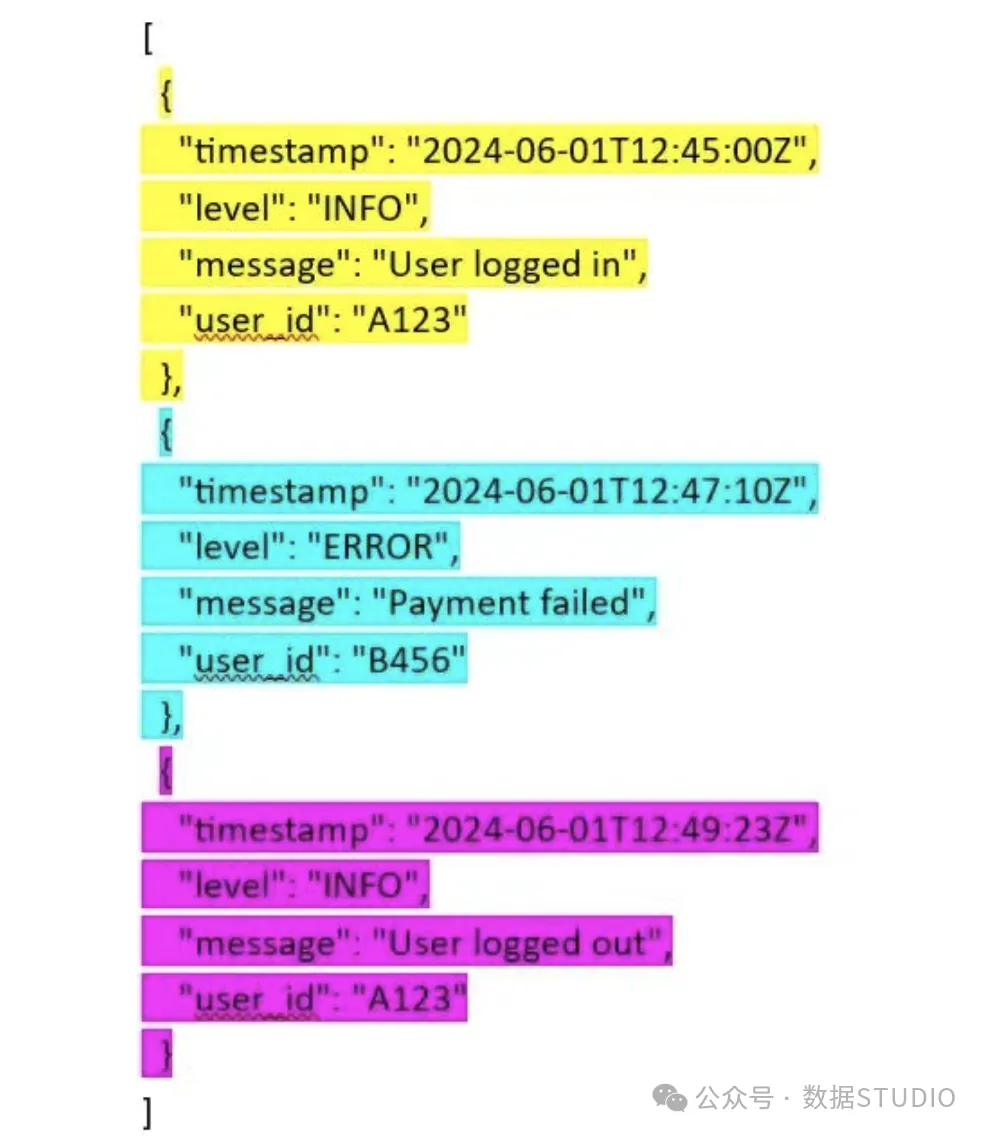 [
{
"timestamp": "2024-06-01T12:45:00Z",
"level": "INFO",
"message": "User logged in",
"user_id": "A123"
},
{
"timestamp": "2024-06-01T12:47:10Z",
"level": "ERROR",
"message": "Payment failed",
"user_id": "B456"
},
{
"timestamp": "2024-06-01T12:49:23Z",
"level": "INFO",
"message": "User logged out",
"user_id": "A123"
}
]
公众号 · 数据STUDIO